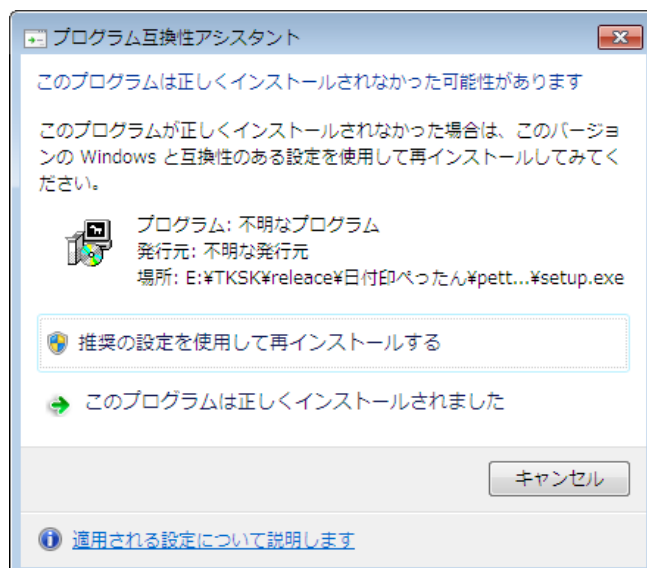 プログラム互換性アシスタント
このプログラムは正しくインストールされなかった可能性があります
このプログラムが正しくインストールされなかった場合は、このバージョ
ンの Windows と互換性のある設定を使用して再インストールしてみてく
ださい。
プログラム: 不明なプログラム
発行元: 不明な発行元
場所: E:¥TKSK¥releace¥日付印ぺったん¥pett...¥setup.exe
推奨の設定を使用して再インストールする
このプログラムは正しくインストールされました
キャンセル
適用される設定について説明します